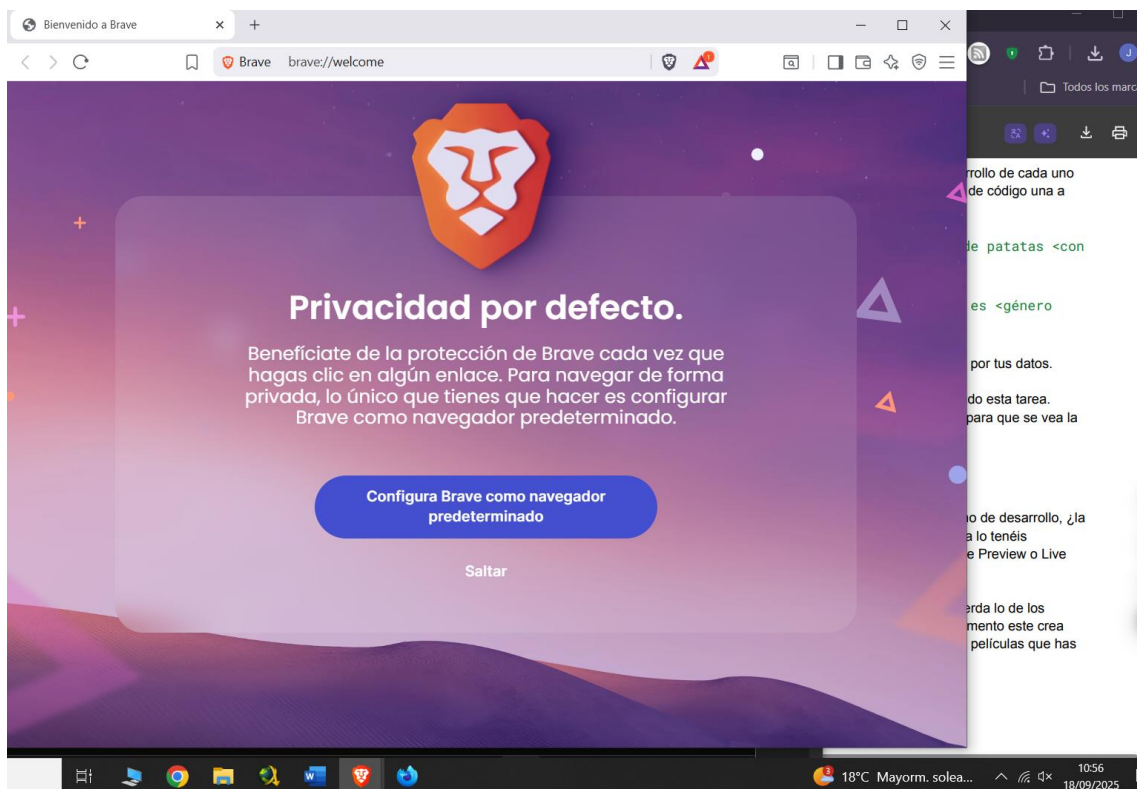 Bienvenido a Brave
Brave brave://welcome
Todos los marc
Privacidad por defecto.
Benefíciate de la protección de Brave cada vez que
hagas clic en algún enlace. Para navegar de forma
privada, lo único que tienes que hacer es configurar
Brave como navegador predeterminado.
Configura Brave como navegador
predeterminado
Saltar
rrollo de cada uno
de código una a
de patatas <con
es <género
por tus datos.
do esta tarea.
para que se vea la
no de desarrollo, ¿la
a lo tenéis
e Preview o Live
erda lo de los
mento este crea
películas que has
18°C Mayorm. solea...
10:56
18/09/2025